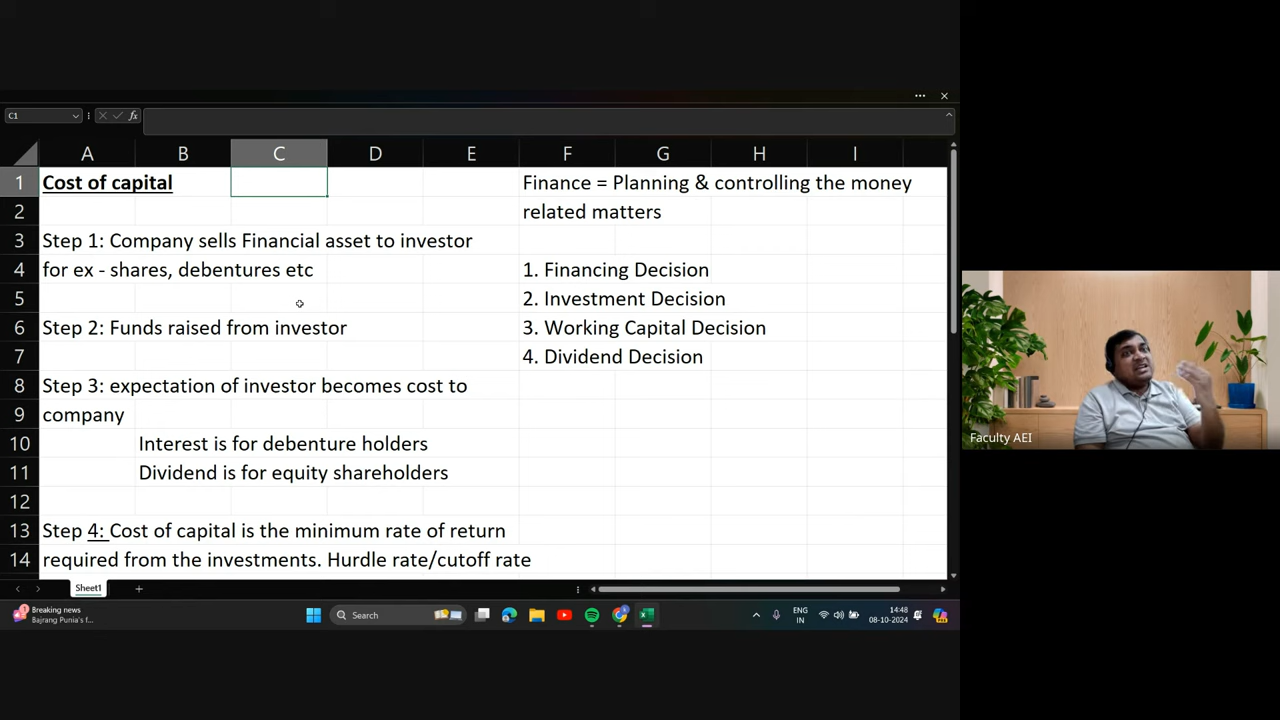 C1
fx
A B C D E F G H I
1 Cost of capital Finance = Planning & controlling the money
2 related matters
3 Step 1: Company sells Financial asset to investor
4 for ex - shares, debentures etc 1. Financing Decision
5 2. Investment Decision
6 Step 2: Funds raised from investor 3. Working Capital Decision
7 4. Dividend Decision
8 Step 3: expectation of investor becomes cost to
9 company
10 Interest is for debenture holders
11 Dividend is for equity shareholders
12
13 Step 4: Cost of capital is the minimum rate of return
14 required from the investments. Hurdle rate/cutoff rate
Faculty AEI
Sheet1
Breaking news
Bajrang Punia's f...
Search
ENG
IN
14:48
08-10-2024